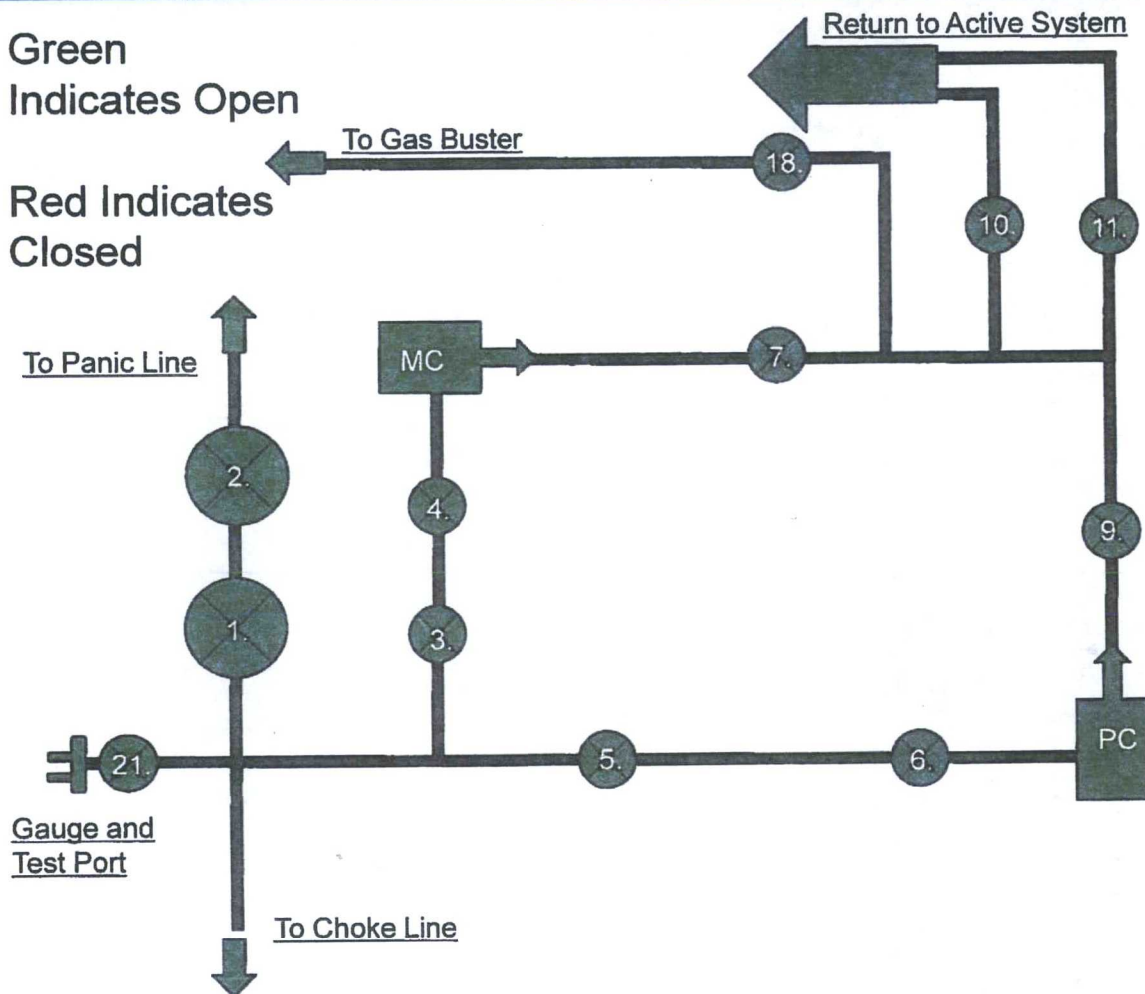 Green
Indicates Open
Return to Active System
To Gas Buster
18.
Red Indicates
Closed
10.
11.
To Panic Line
MC
7.
2.
4.
9.
1.
3.
21.
5.
6.
PC
Gauge and
Test Port
To Choke Line